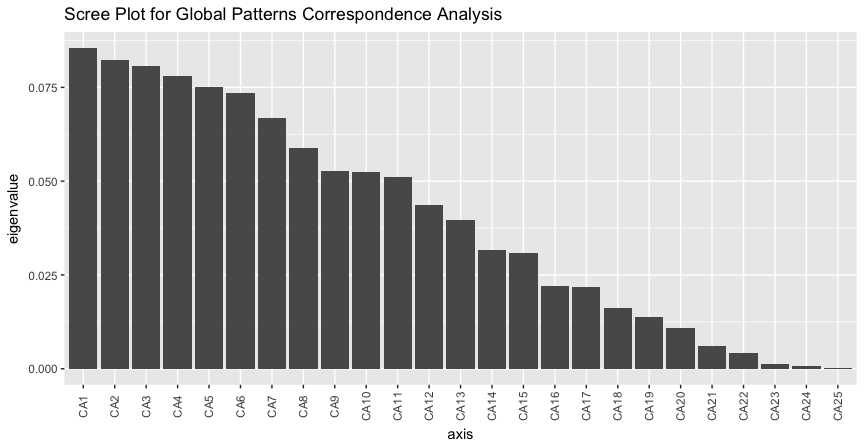 Scree Plot for Global Patterns Correspondence Analysis
eigenvalue
0.075
0.050
0.025
0.000
CA1
CA2
CA3
CA4
CA5
CA6
CA7
CA8
CA9
CA10
CA11
CA12
CA13
CA14
CA15
CA16
CA17
CA18
CA19
CA20
CA21
CA22
CA23
CA24
CA25
axis